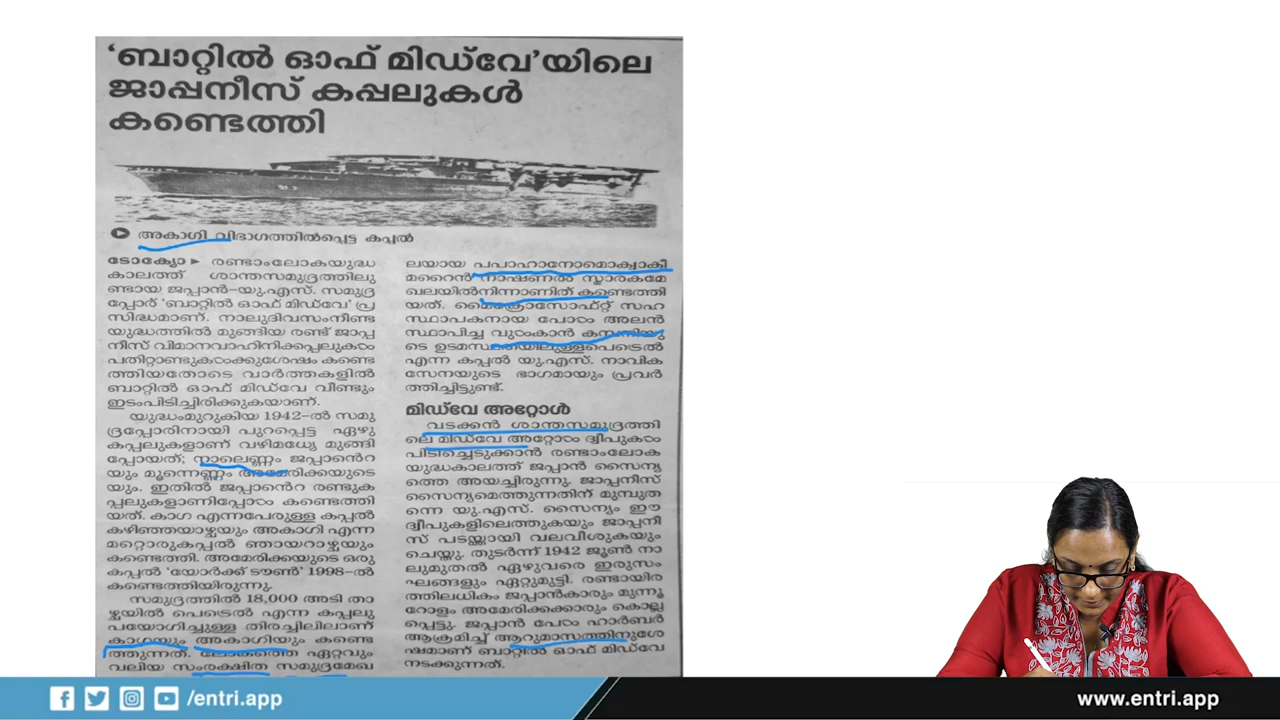 ‘ബാറ്റിൽ ഓഫ് മിഡ്‌വേ’യിലെ
ജാപ്പനീസ് കപ്പലുകൾ
കണ്ടെത്തി
അകാഗി വിഭാഗത്തിൽപ്പെട്ട കപ്പൽ
ടോക്യോ ▸ രണ്ടാംലോകയുദ്ധ
കാലത്ത് ശാന്തസമുദ്രത്തിലു
ണ്ടായ ജപ്പാൻ-യു.എസ്. സമുദ്ര
പ്പോര് ‘ബാറ്റിൽ ഓഫ് മിഡ്‌വേ’ പ്ര
സിദ്ധമാണ്. നാലുദിവസംനീണ്ട
യുദ്ധത്തിൽ മുങ്ങിയ രണ്ട് ജാപ്പ
നീസ് വിമാനവാഹിനിക്കപ്പലുകൾ
പതിറ്റാണ്ടുകൾക്കുശേഷം കണ്ടെ
ത്തിയതോടെ വാർത്തകളിൽ
ബാറ്റിൽ ഓഫ് മിഡ്‌വേ വീണ്ടും
ഇടംപിടിച്ചിരിക്കുകയാണ്.
യുദ്ധംമുറുകിയ 1942-ൽ സമു
ദ്രപ്പോരിനായി പുറപ്പെട്ട ഏഴു
കപ്പലുകളാണ് വഴിമധ്യേ മുങ്ങി
പ്പോയത്; നാലെണ്ണം ജപ്പാന്റെ
യും മൂന്നെണ്ണം അമേരിക്കയുടെ
യും. ഇതിൽ ജപ്പാന്റെ രണ്ടുക
പ്പലുകളാണിപ്പോൾ കണ്ടെത്തി
യത്. കാഗ എന്നപേരുള്ള കപ്പൽ
കഴിഞ്ഞയാഴ്ചയും അകാഗി എന്ന
മറ്റൊരുകപ്പൽ ഞായറാഴ്ചയും
കണ്ടെത്തി. അമേരിക്കയുടെ ഒരു
കപ്പൽ ‘യോർക്ക് ടൗൺ’ 1998-ൽ
കണ്ടെത്തിയിരുന്നു.
സമുദ്രത്തിൽ 18,000 അടി താ
ഴ്ചയിൽ പെട്രെൽ എന്ന കപ്പലു
പയോഗിച്ചുള്ള തിരച്ചിലിലാണ്
കാഗയും അകാഗിയും കണ്ടെ
ത്തുന്നത്. ലോകത്തെ ഏറ്റവും
വലിയ സംരക്ഷിത സമുദ്രമേഖ
ലയായ പപാഹാനോമൊക്വാകീ
മറൈൻ നാഷണൽ സ്മാരകമേ
ഖലയിൽനിന്നാണിത് കണ്ടെത്തി
യത്. മൈക്രോസോഫ്റ്റ് സഹ
സ്ഥാപകനായ പോൾ അലൻ
സ്ഥാപിച്ച വുൾകാൻ കമ്പനിയു
ടെ ഉടമസ്ഥതയിലുള്ളപെട്രെൽ
എന്ന കപ്പൽ യു.എസ്. നാവിക
സേനയുടെ ഭാഗമായും പ്രവർ
ത്തിച്ചിട്ടുണ്ട്.
മിഡ്‌വേ അറ്റോൾ
വടക്കൻ ശാന്തസമുദ്രത്തി
ലെ മിഡ്‌വേ അറ്റോൾ ദ്വീപുകൾ
പിടിച്ചെടുക്കാൻ രണ്ടാംലോക
യുദ്ധകാലത്ത് ജപ്പാൻ സൈന്യ
ത്തെ അയച്ചിരുന്നു. ജാപ്പനീസ്
സൈന്യമെത്തുന്നതിന് മുമ്പുത
ന്നെ യു.എസ്. സൈന്യം ഈ
ദ്വീപുകളിലെത്തുകയും ജാപ്പനീ
സ് പടയ്ക്കായി വലവീശുകയും
ചെയ്തു. തുടർന്ന് 1942 ജൂൺ നാ
ലുമുതൽ ഏഴുവരെ ഇരുസം
ഘങ്ങളും ഏറ്റുമുട്ടി. രണ്ടായിര
ത്തിലധികം ജപ്പാൻകാരും മുന്നൂ
റോളം അമേരിക്കക്കാരും കൊല്ല
പ്പെട്ടു. ജപ്പാൻ പേൾ ഹാർബർ
ആക്രമിച്ച് ആറുമാസത്തിനുശേ
ഷമാണ് ബാറ്റിൽ ഓഫ് മിഡ്‌വേ
നടക്കുന്നത്.
/entri.app
www.entri.app